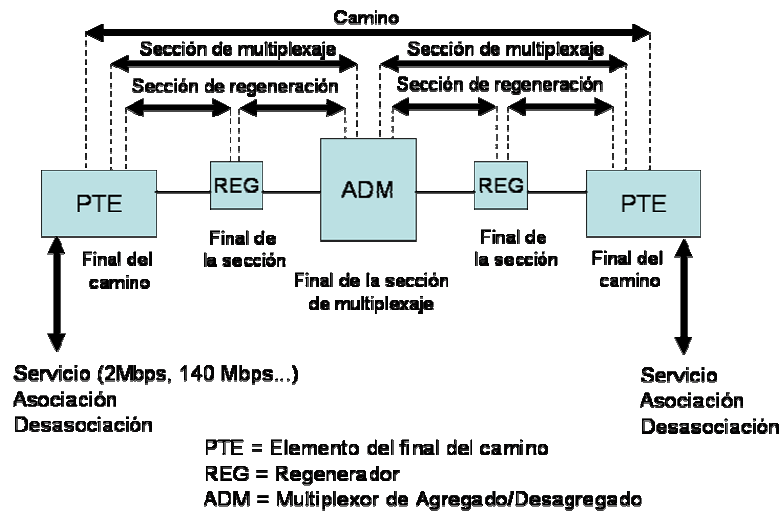 Camino
Sección de multiplexaje
Sección de multiplexaje
Sección de regeneración
Sección de regeneración
PTE
REG
ADM
REG
PTE
Final del
camino
Final de
la sección
Final de la sección
de multiplexaje
Final de
la sección
Final del
camino
Servicio (2Mbps, 140 Mbps...)
Asociación
Desasociación
Servicio
Asociación
Desasociación
PTE = Elemento del final del camino
REG = Regenerador
ADM = Multiplexor de Agregado/Desagregado